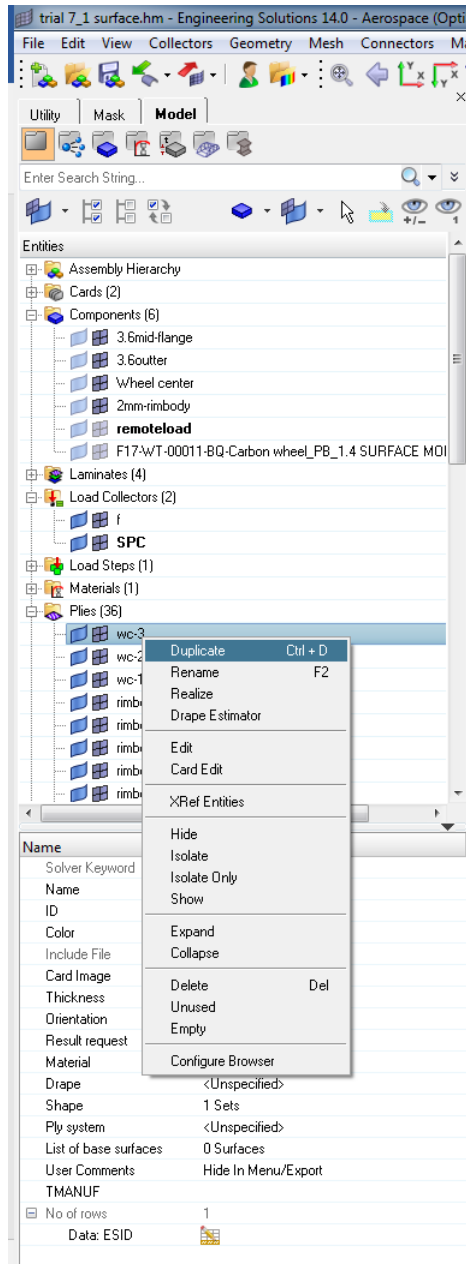 trial 7_1 surface.hm - Engineering Solutions 14.0 - Aerospace (Opti
File Edit View Collectors Geometry Mesh Connectors Ma
Utility Mask Model
Enter Search String...
Entities
Assembly Hierarchy
Cards (2)
Components (6)
3.6mid-flange
3.6outter
Wheel center
2mm-rimbody
remoteload
F17-WT-00011-BQ-Carbon wheel_PB_1.4 SURFACE MOI
Laminates (4)
Load Collectors (2)
f
SPC
Load Steps (1)
Materials (1)
Plies (36)
wc-3
wc-2
wc-1
rimb
rimb
rimb
rimb
rimb
Duplicate Ctrl + D
Rename F2
Realize
Drape Estimator
Edit
Card Edit
XRef Entities
Hide
Isolate
Isolate Only
Show
Expand
Collapse
Delete Del
Unused
Empty
Configure Browser
Name
Solver Keyword
Name
ID
Color
Include File
Card Image
Thickness
Orientation
Result request
Material
Drape <Unspecified>
Shape 1 Sets
Ply system <Unspecified>
List of base surfaces 0 Surfaces
User Comments Hide In Menu/Export
TMANUF
No of rows 1
Data: ESID